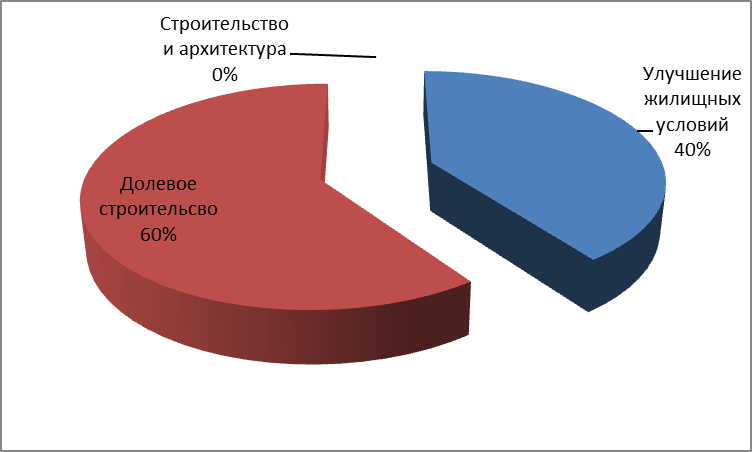 Строительство
и архитектура
0%
Улучшение
жилищных
условий
40%
Долевое
строительсво
60%